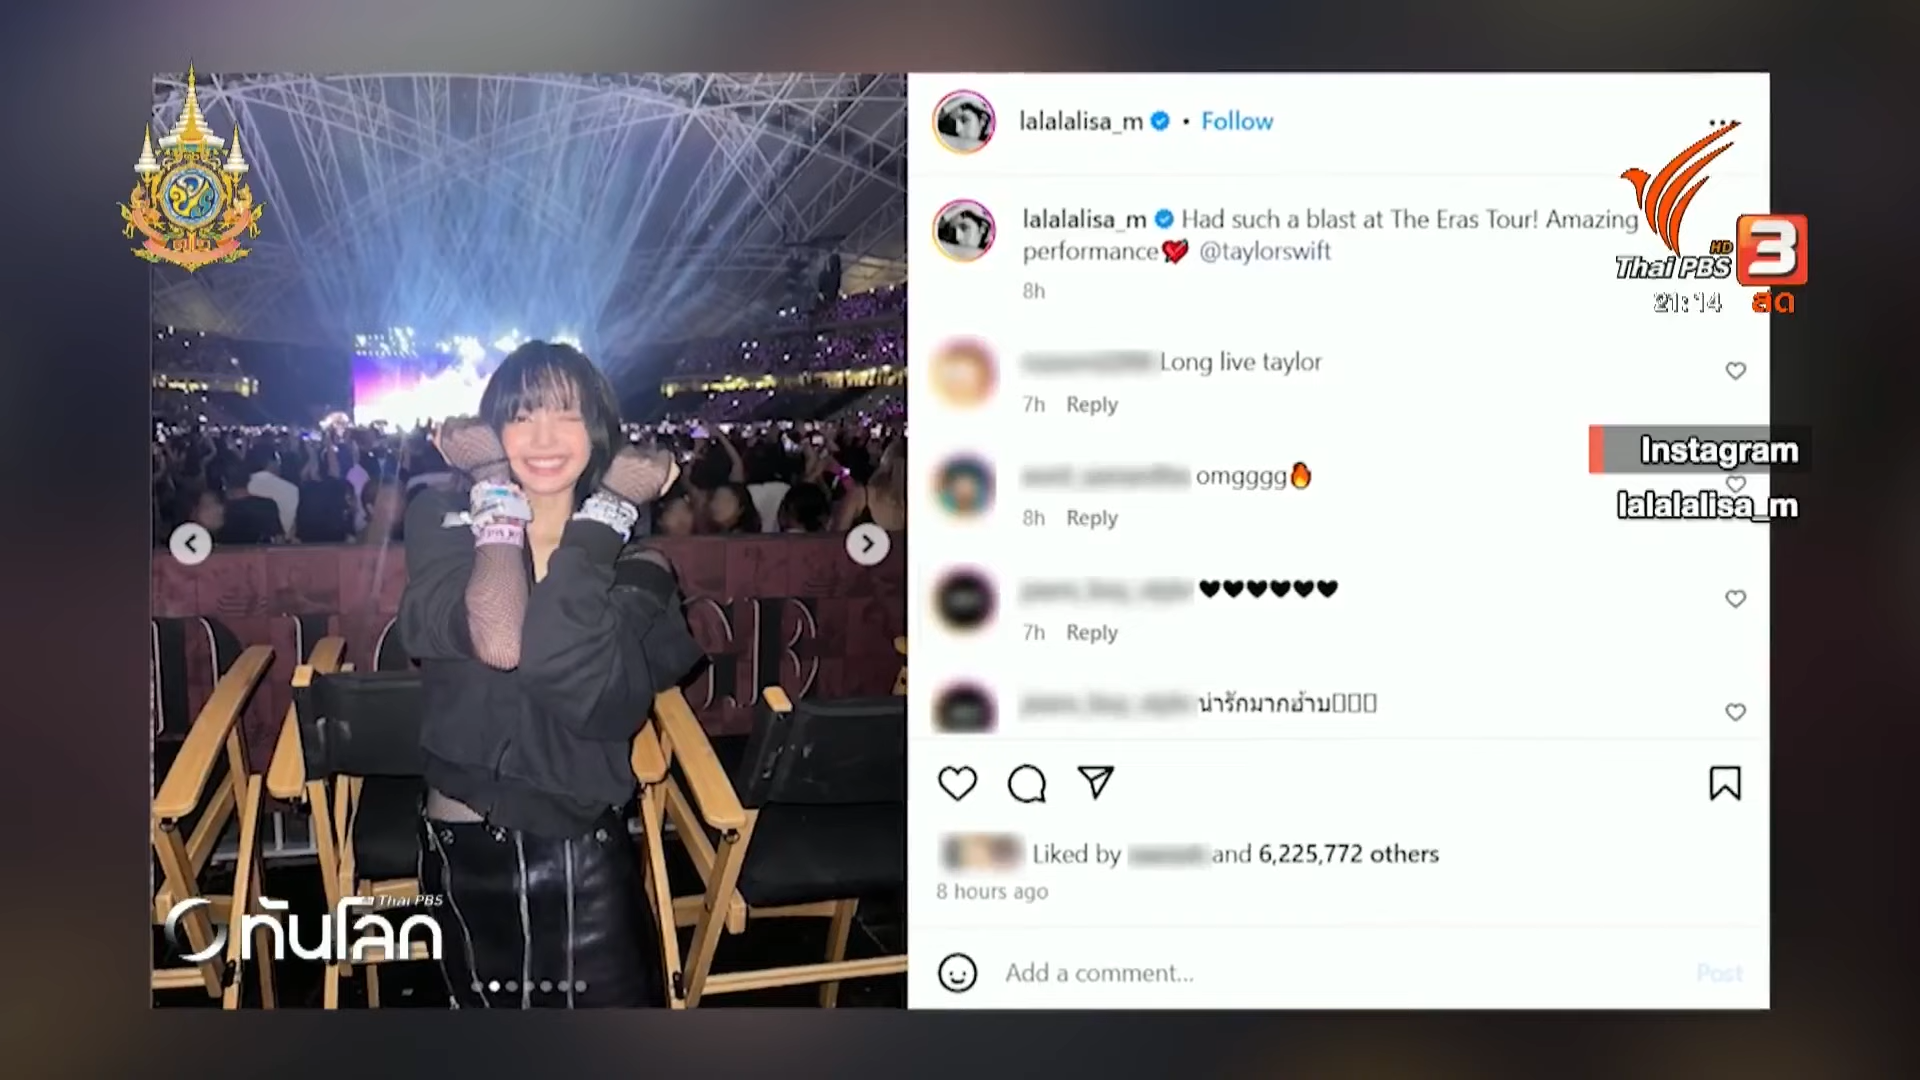 lalalalisa_m • Follow
lalalalisa_m Had such a blast at The Eras Tour! Amazing
performance💘 @taylorswift
8h
Long live taylor
7h Reply
omgggg🔥
8h Reply
🖤🖤🖤🖤🖤🖤
7h Reply
น่ารักมากฮ้าบ▯▯▯
Liked by
and 6,225,772 others
8 hours ago
Add a comment...
Post
HD
Thai PBS
3
21:14 สด
Instagram
lalalalisa_m
Thai PBS
ทันโลก